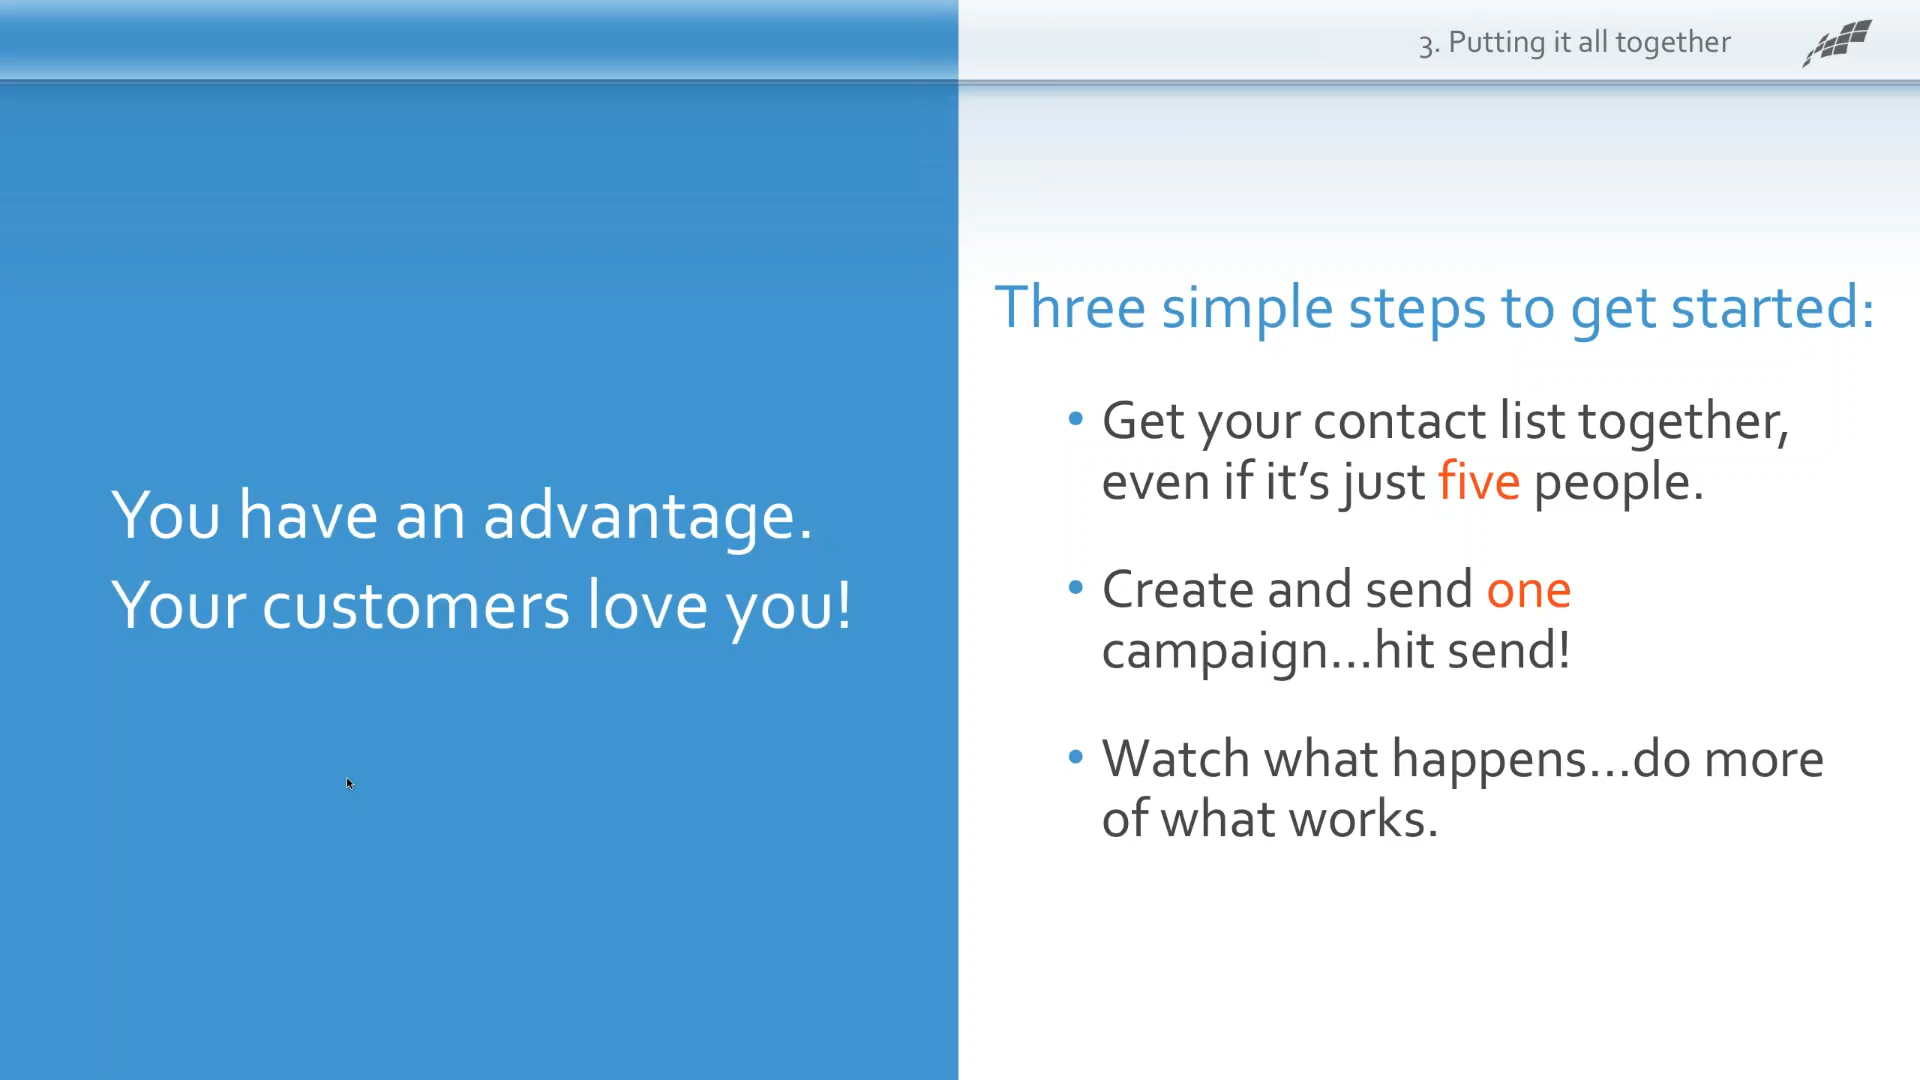 3. Putting it all together
You have an advantage.
Your customers love you!
Three simple steps to get started:
• Get your contact list together,
even if it’s just five people.
• Create and send one
campaign...hit send!
• Watch what happens...do more
of what works.